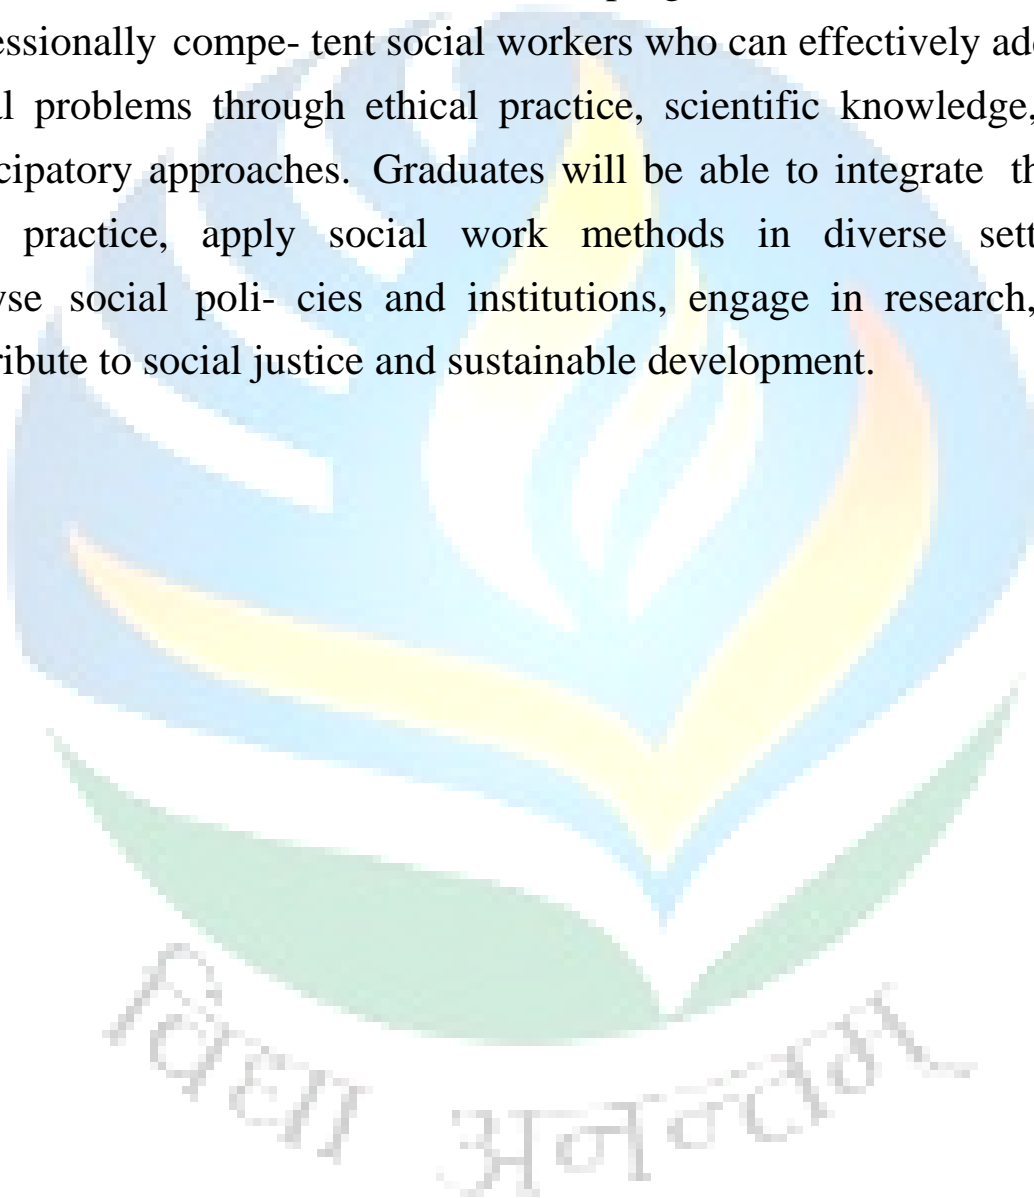 essionally compe- tent social workers who can effectively ad
l problems through ethical practice, scientific knowledge,
cipatory approaches. Graduates will be able to integrate th
practice, apply social work methods in diverse sett
yse social poli- cies and institutions, engage in research,
ribute to social justice and sustainable development.
विद्या अनन्तम्